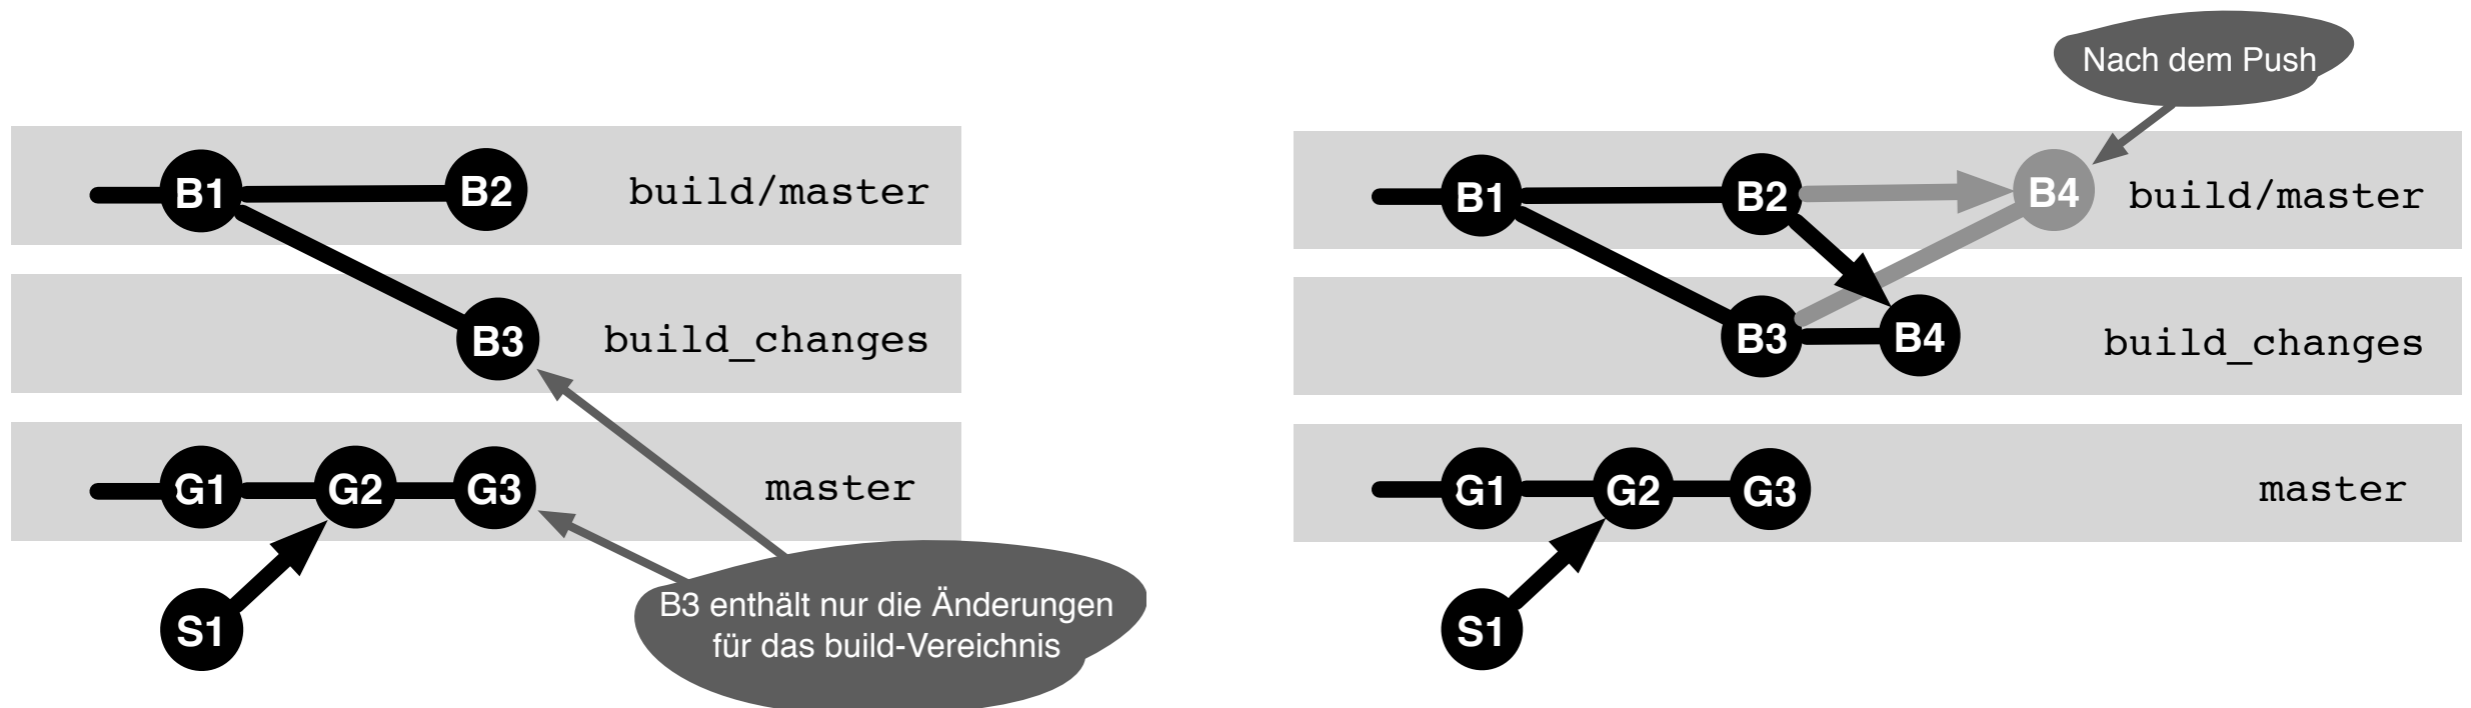 B1
B2
build/master
B3
build_changes
G1
G2
G3
master
S1
B3 enthält nur die Änderungen
für das build-Vereichnis
Nach dem Push
B1
B2
B4
build/master
B3
B4
build_changes
G1
G2
G3
master
S1